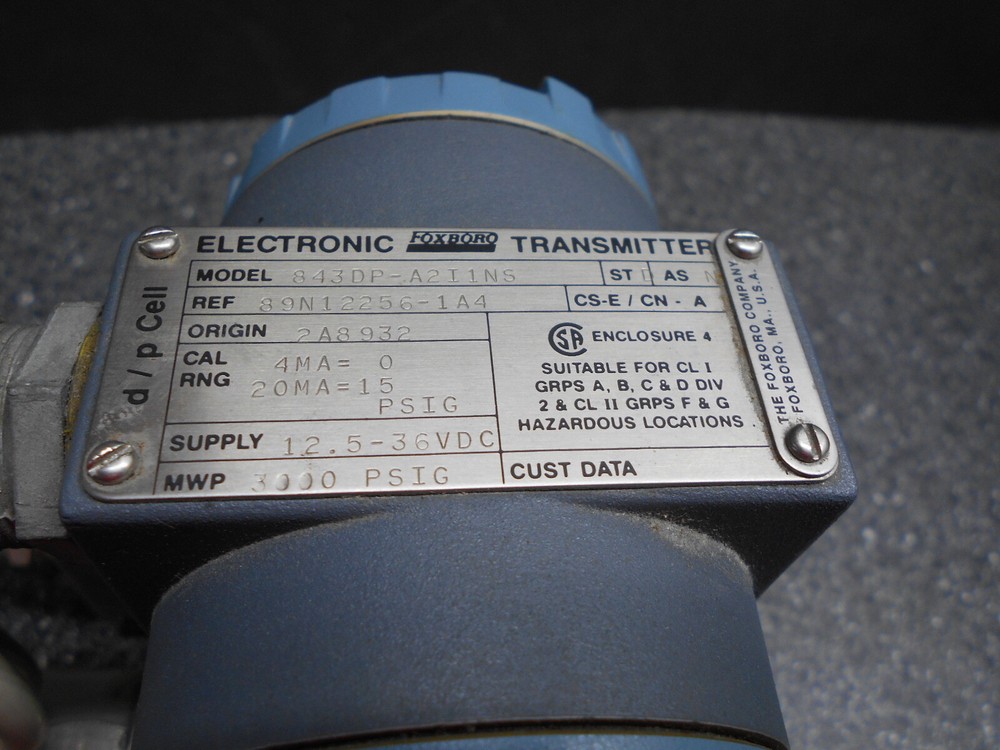 ELECTRONIC FOXBORO TRANSMITTER
d / p Cell
MODEL 843DP-A2I1NS ST AS
REF 89N12256-1A4 CS-E / CN - A
ORIGIN 2A8932
CAL RNG 4MA= 0
20MA=15
PSIG
SUPPLY 12.5-36VDC
MWP 3000 PSIG
CSA ENCLOSURE 4
SUITABLE FOR CL I
GRPS A, B, C & D DIV
2 & CL II GRPS F & G
HAZARDOUS LOCATIONS.
CUST DATA
THE FOXBORO COMPANY
FOXBORO, MA., U.S.A.